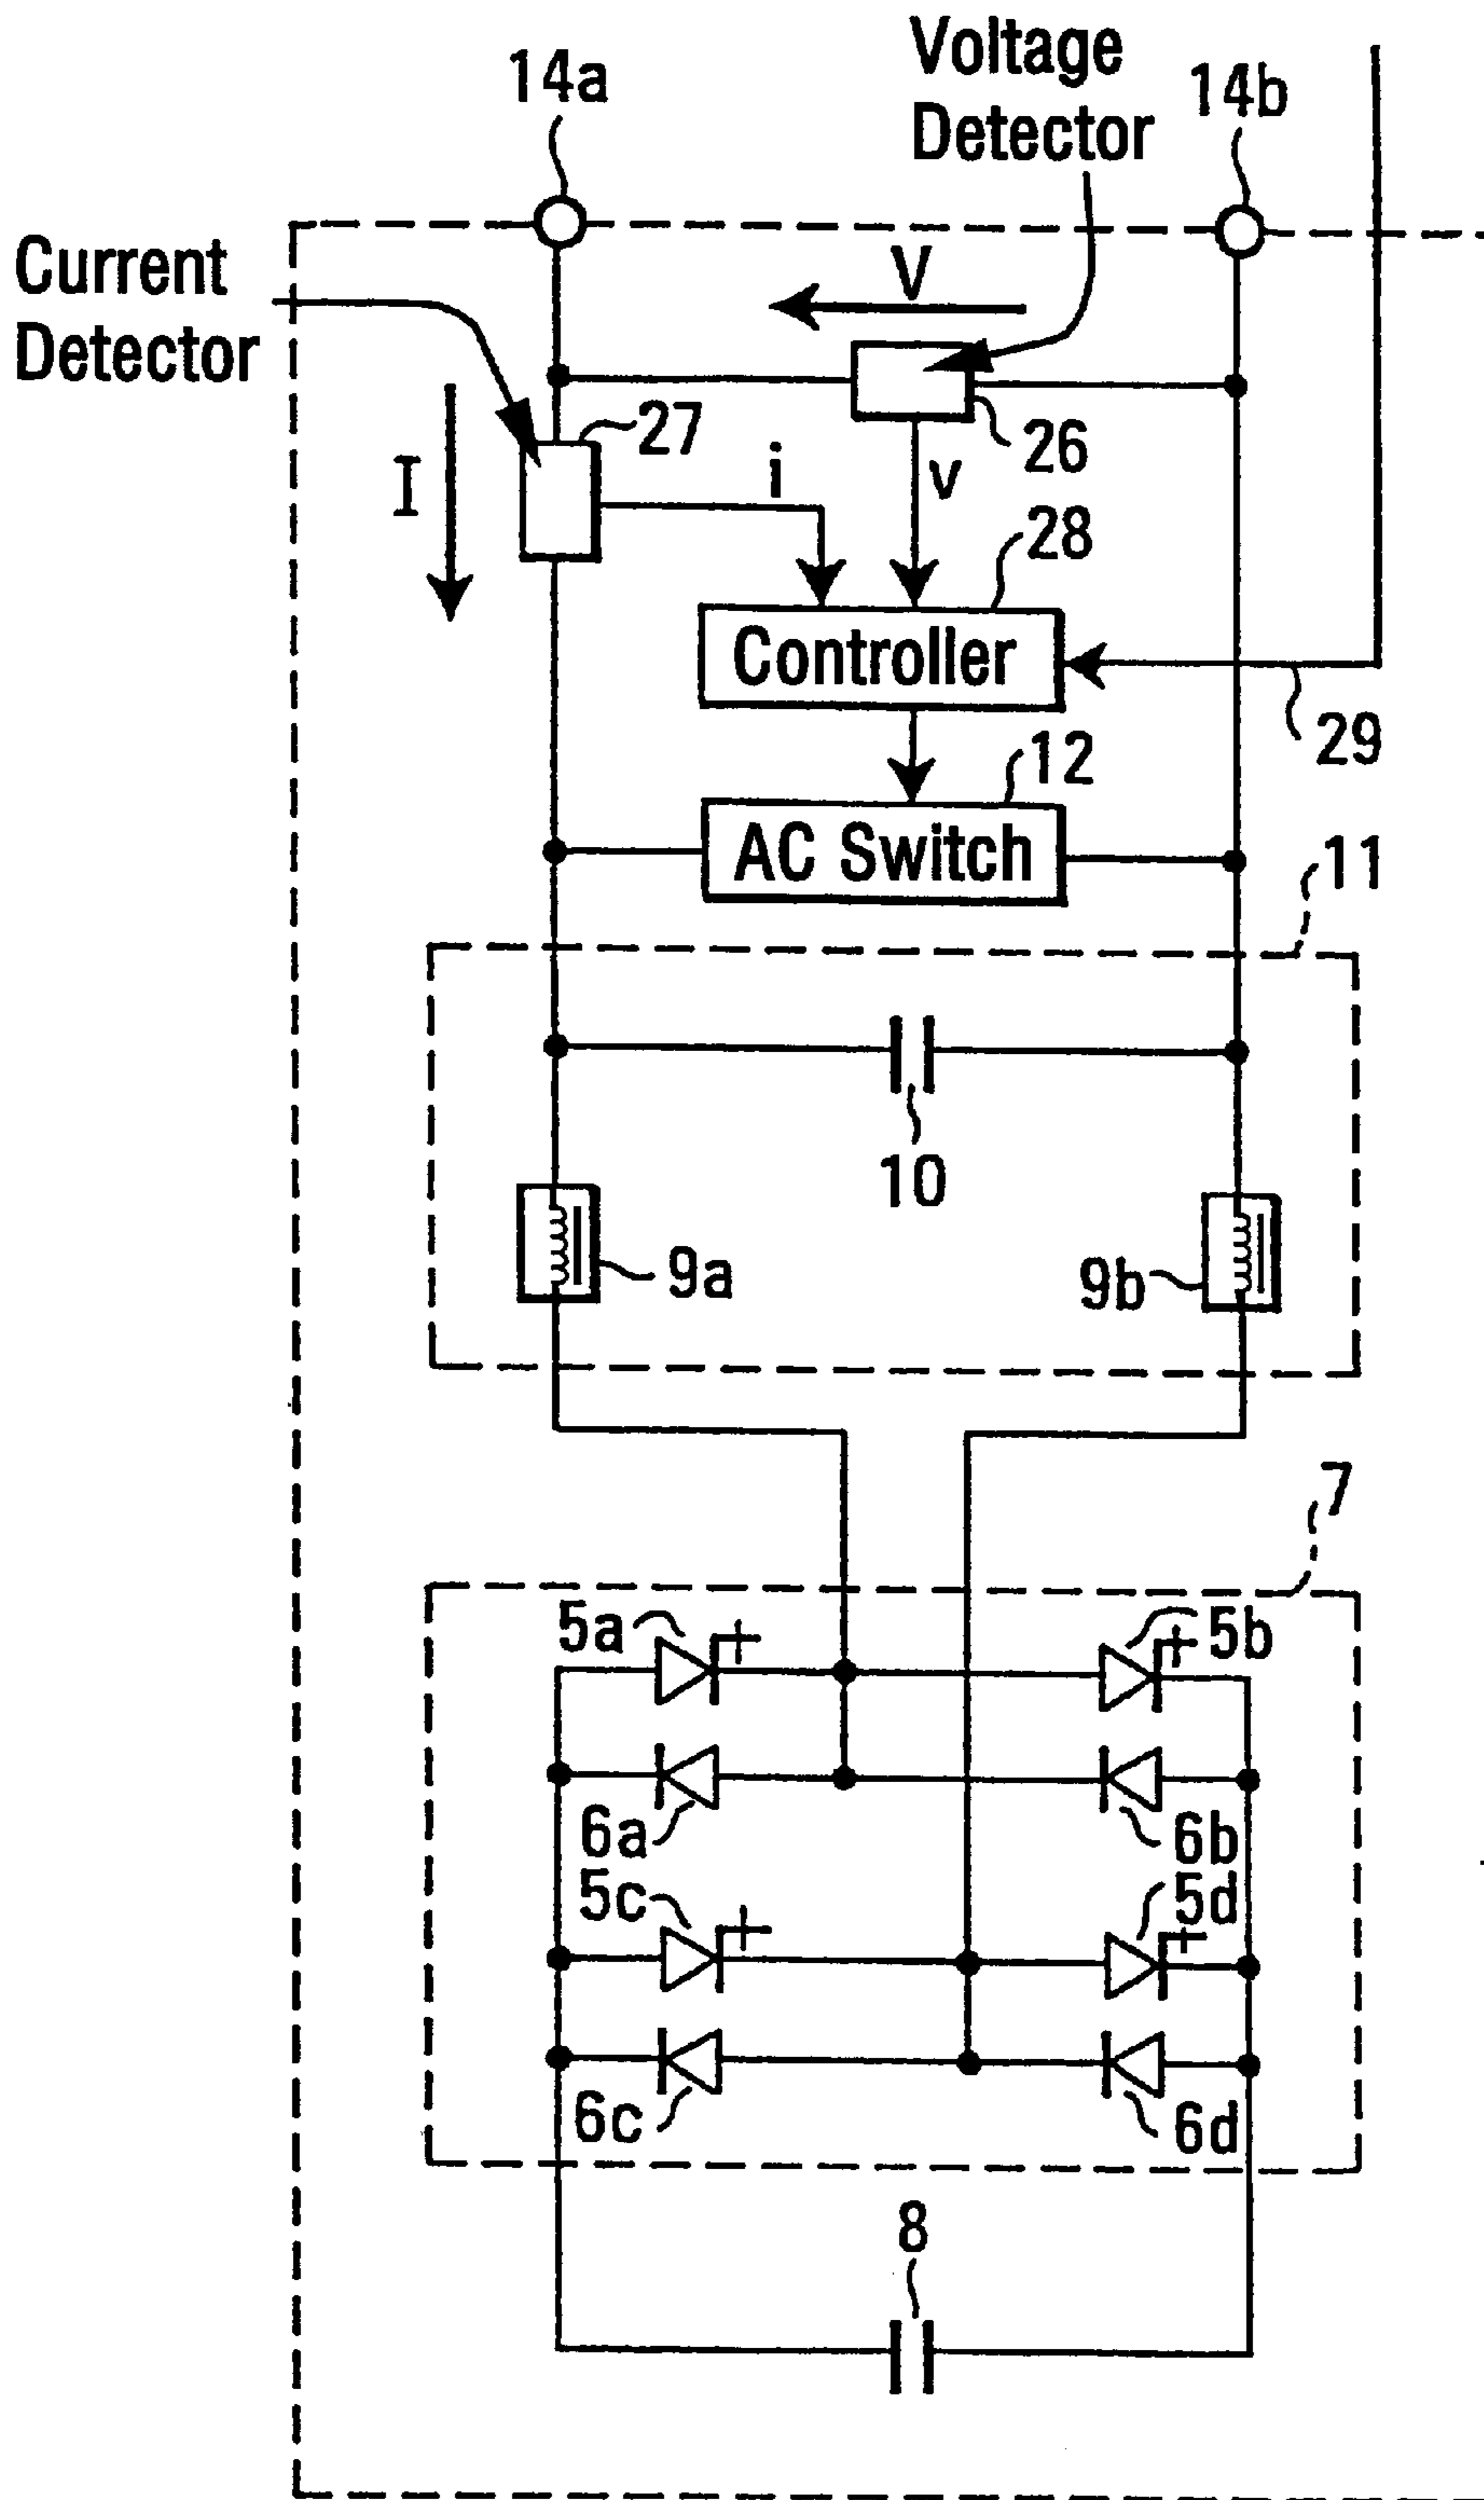 14a
Voltage
Detector
14b
Current
Detector
V
27
26
I
i
v
28
Controller
29
12
AC Switch
11
10
9a
9b
7
5a
5b
6a
6b
5c
5d
6c
6d
8